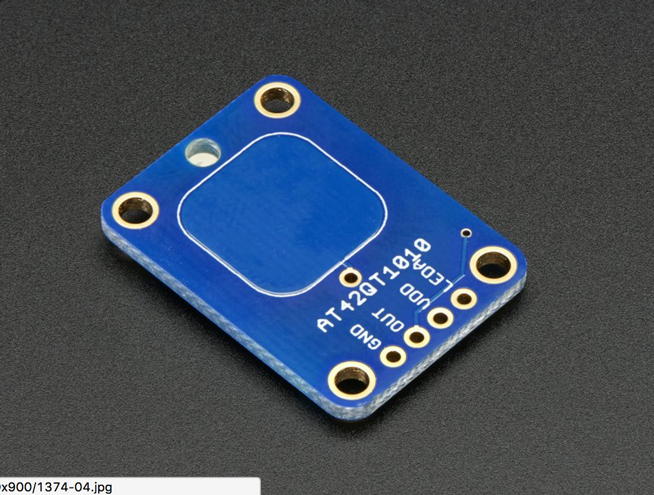 AT42QT1010
GND
OUT
VDD
LEDA
x900/1374-04.jpg